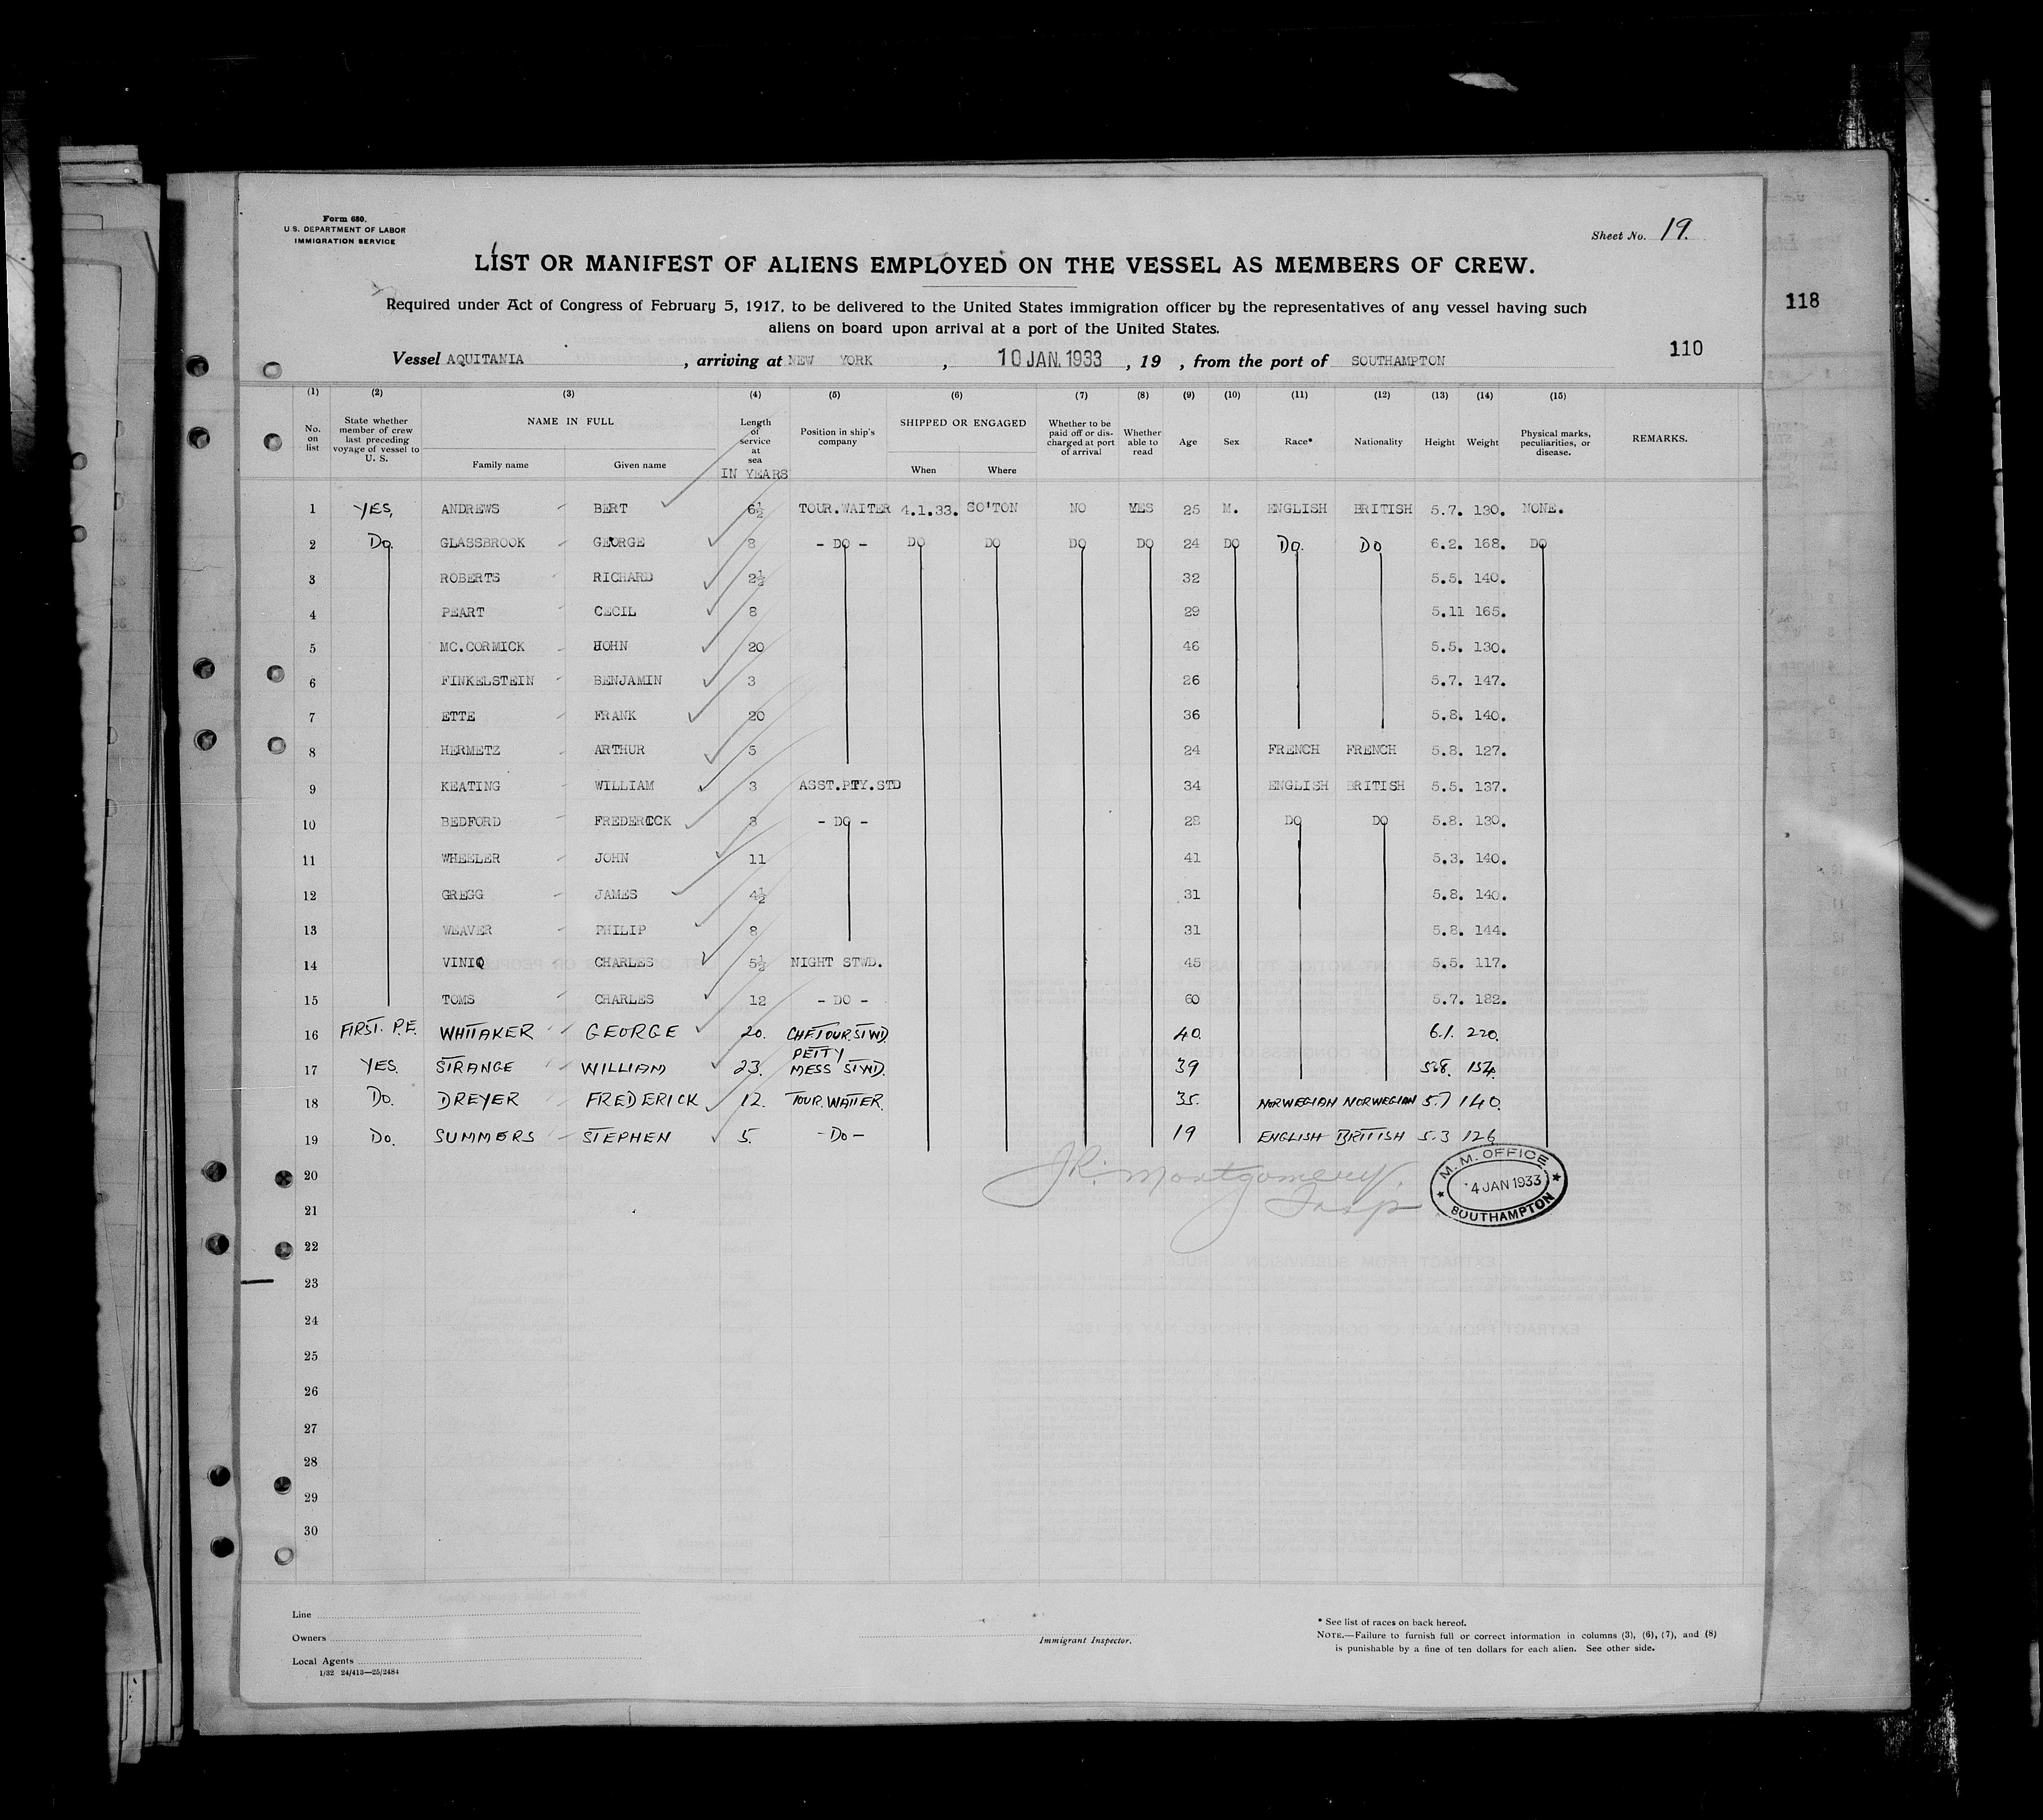 Form 680.
U.S. DEPARTMENT OF LABOR
IMMIGRATION SERVICE
Sheet No. 19.
LIST OR MANIFEST OF ALIENS EMPLOYED ON THE VESSEL AS MEMBERS OF CREW.
Required under Act of Congress of February 5, 1917, to be delivered to the United States immigration officer by the representatives of any vessel having such
aliens on board upon arrival at a port of the United States.
118
110
Vessel AQUITANIA , arriving at NEW YORK , 10 JAN. 1933 , 19 , from the port of SOUTHAMPTON
(1) (2) (3) (4) (5) (6) (7) (8) (9) (10) (11) (12) (13) (14) (15)
No. on list State whether member of crew last preceding voyage of vessel to U. S. NAME IN FULL Family name Given name Length of service at sea IN YEARS Position in ship's company SHIPPED OR ENGAGED When Where Whether to be paid off or discharged at port of arrival Whether able to read Age Sex Race* Nationality Height Weight Physical marks, peculiarities, or disease. REMARKS.
1 YES, ANDREWS BERT 6½ TOUR.WAITER 4.1.33. SO'TON NO YES 25 M. ENGLISH BRITISH 5.7. 130. NONE.
2 Do. GLASSBROOK GEORGE 8 - DO - DO DO DO DO 24 DO Do. Do 6.2. 168. DO
3 ROBERTS RICHARD 2½ 32 5.5. 140.
4 PEART CECIL 8 29 5.11 165.
5 MC.CORMICK HOHN 20 46 5.5. 130.
6 FINKELSTEIN BENJAMIN 3 26 5.7. 147.
7 ETTE FRANK 20 36 5.8. 140.
8 HERMETZ ARTHUR 5 24 FRENCH FRENCH 5.8. 127.
9 KEATING WILLIAM 3 ASST.PTY.STD 34 ENGLISH BRITISH 5.5. 137.
10 BEDFORD FREDERICK 3 - DO - 28 DO DO 5.8. 130.
11 WHEELER JOHN 11 41 5.3. 140.
12 GREGG JAMES 4½ 31 5.8. 140.
13 WEAVER PHILIP 8 31 5.8. 144.
14 VINIQ CHARLES 5½ NIGHT STWD. 45 5.5. 117.
15 TOMS CHARLES 12 - DO - 60 5.7. 182.
16 FIRST. P.E. WHITAKER GEORGE 20. CHF TOUR. STWD. 40. 6.1. 220.
17 YES. STRANGE WILLIAM 23. PETTY MESS STWD. 39 154.
18 Do. DREYER FREDERICK 12. TOUR. WAITER. 35. NORWEGIAN NORWEGIAN 5.7 140.
19 Do. SUMMERS STEPHEN 5. - Do - 19 ENGLISH BRITISH 5.3 126
20
J.R. Montgomery
Insp
M. M. OFFICE
4 JAN 1933
SOUTHAMPTON
21
22
23
24
25
26
27
28
29
30
Line
Owners
Local Agents
1/32 24/413—25/2484
Immigrant Inspector.
* See list of races on back hereof.
NOTE.—Failure to furnish full or correct information in columns (3), (6), (7), and (8)
is punishable by a fine of ten dollars for each alien. See other side.